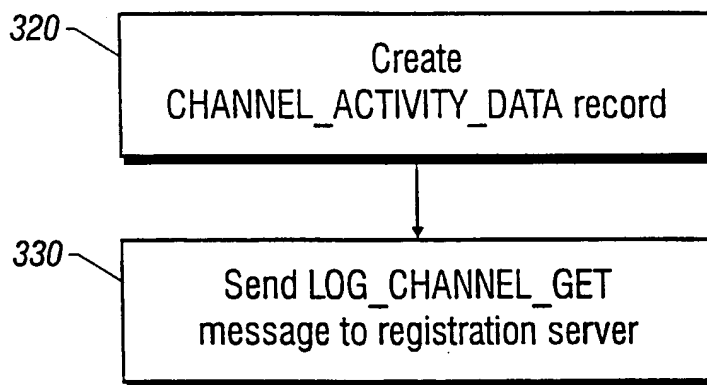 320
Create
CHANNEL_ACTIVITY_DATA record
330
Send LOG_CHANNEL_GET
message to registration server